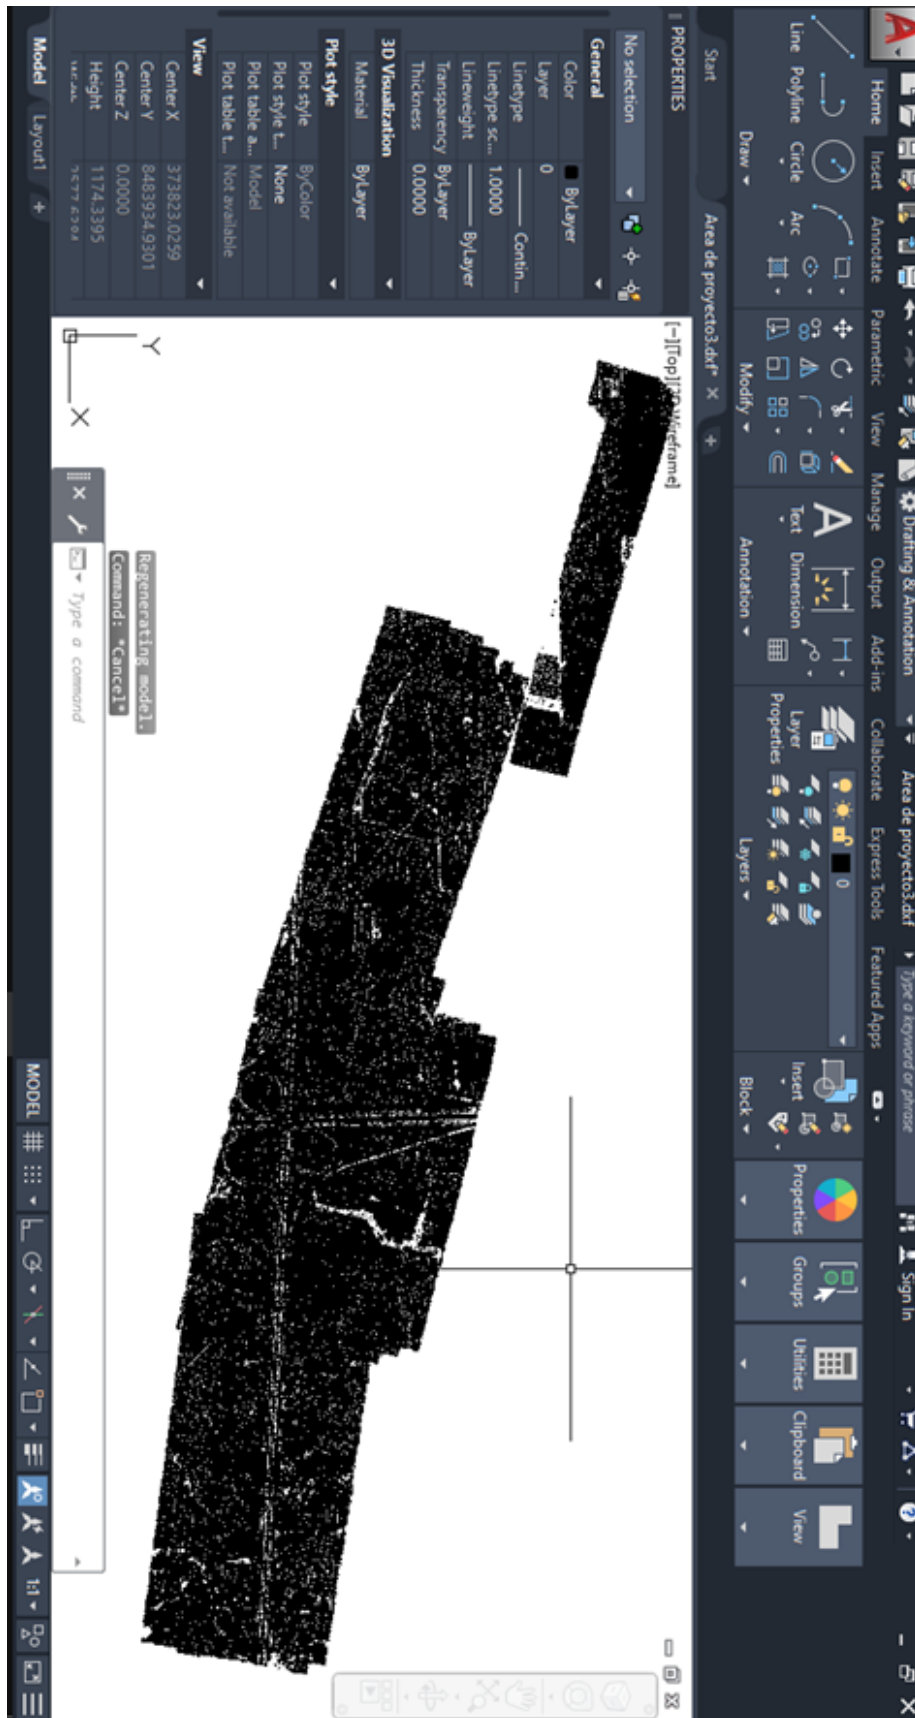 Drafting & Annotation
Area de proyecto3.dxf
Type a keyword or phrase
Sign In
Home Insert Annotate Parametric View Manage Output Add-ins Collaborate Express Tools Featured Apps
Line Polyline Circle Arc
Text Dimension
Layer Properties
0
Insert
Properties Groups Utilities Clipboard View
Draw Modify Annotation Layers Block
Start Area de proyecto3.dxf* X +
PROPERTIES
No selection
General
Color ByLayer
Layer 0
Linetype Contin...
Linetype sc... 1.0000
Lineweight ByLayer
Transparency ByLayer
Thickness 0.0000
3D Visualization
Material ByLayer
Plot style
Plot style ByColor
Plot style t... None
Plot table a... Model
Plot table t... Not available
View
Center X 373823.0259
Center Y 8483934.9301
Center Z 0.0000
Height 1174.3395
[−][Top][2D Wireframe]
Y
X
Regenerating model.
Command: *Cancel*
Type a command
Model Layout1 +
MODEL
1:1